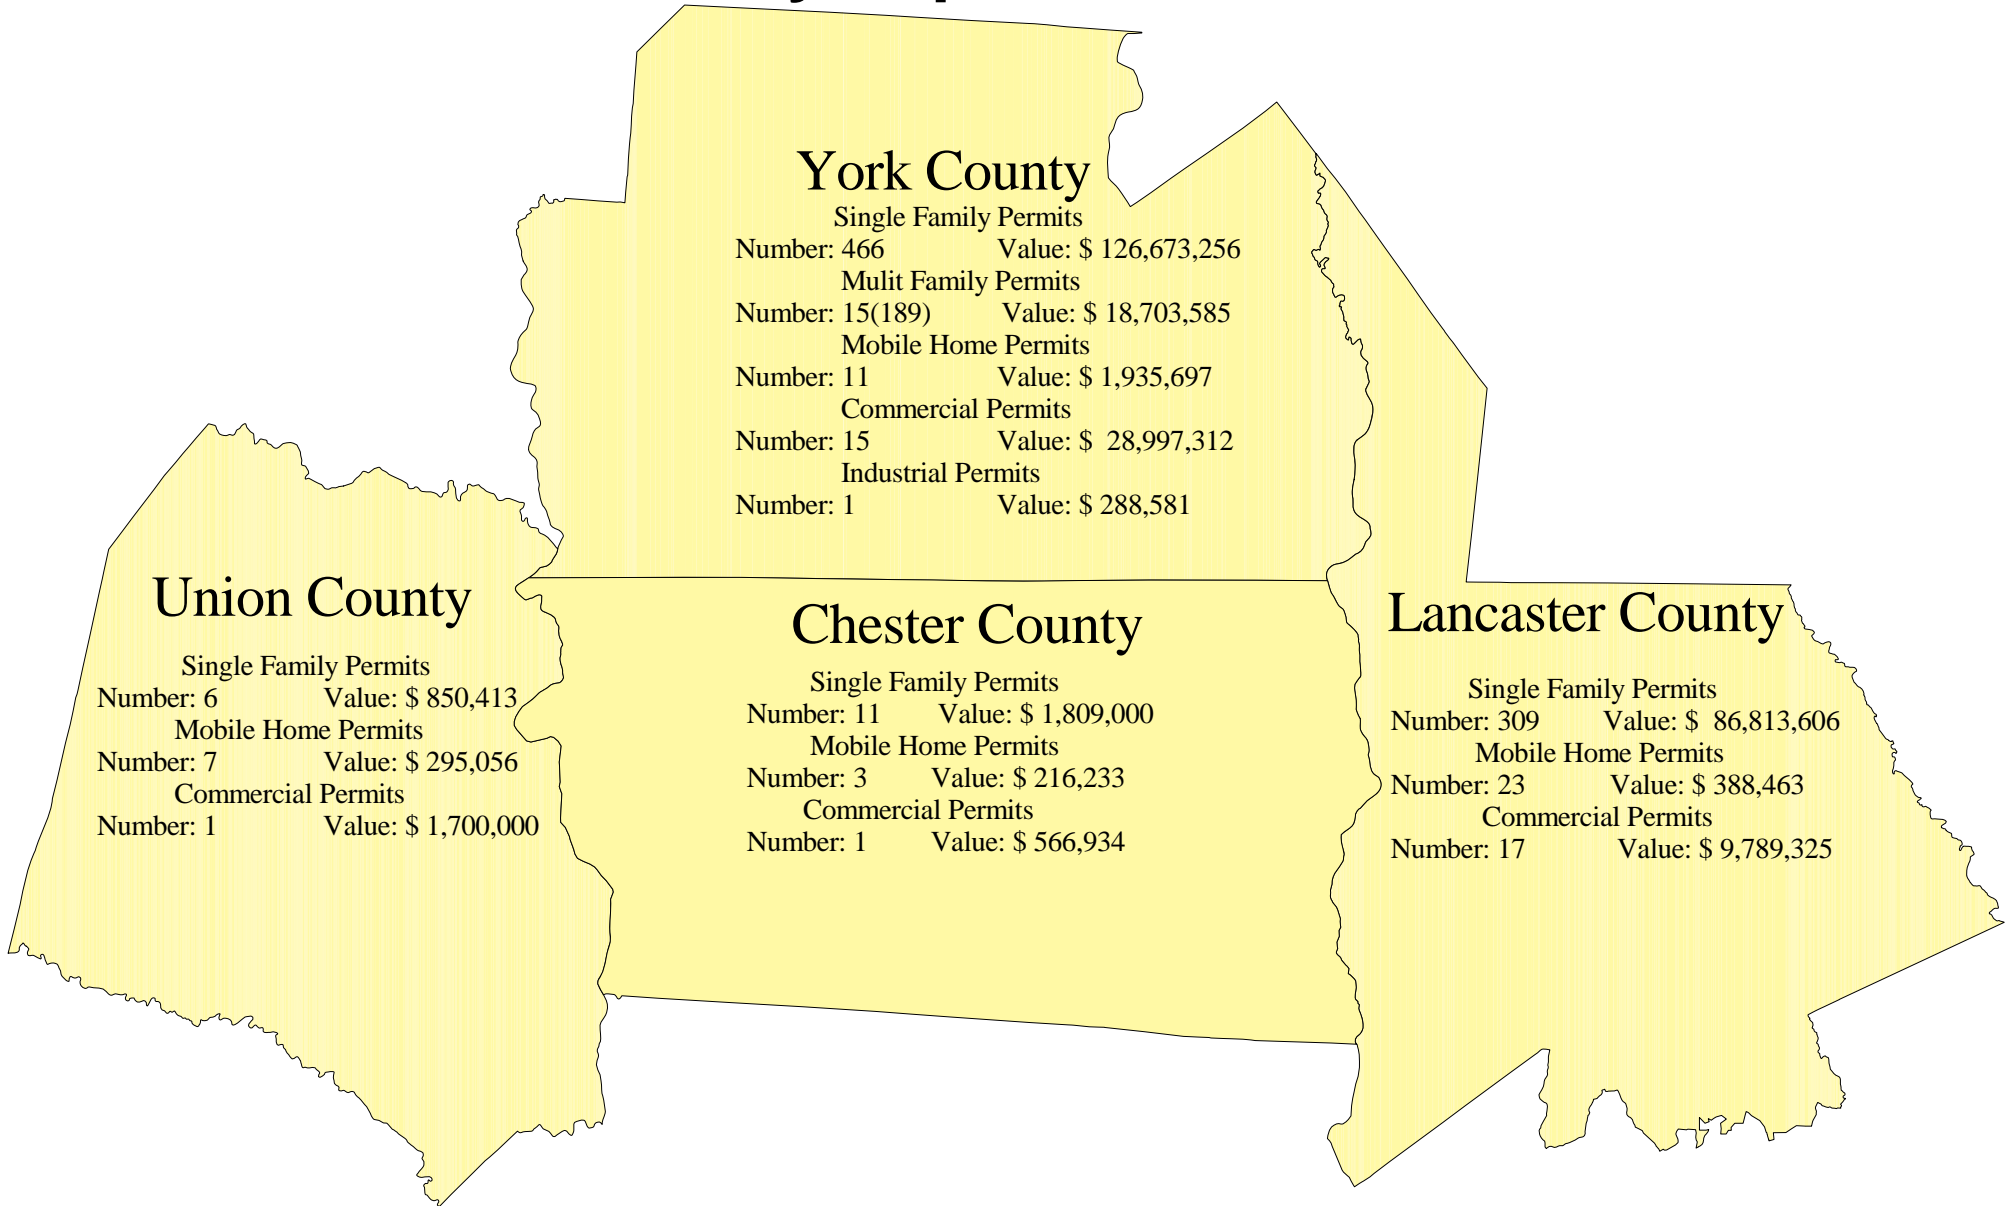 York County
Single Family Permits
Number: 466 Value: $ 126,673,256
Mulit Family Permits
Number: 15(189) Value: $ 18,703,585
Mobile Home Permits
Number: 11 Value: $ 1,935,697
Commercial Permits
Number: 15 Value: $ 28,997,312
Industrial Permits
Number: 1 Value: $ 288,581
Union County
Single Family Permits
Number: 6 Value: $ 850,413
Mobile Home Permits
Number: 7 Value: $ 295,056
Commercial Permits
Number: 1 Value: $ 1,700,000
Chester County
Single Family Permits
Number: 11 Value: $ 1,809,000
Mobile Home Permits
Number: 3 Value: $ 216,233
Commercial Permits
Number: 1 Value: $ 566,934
Lancaster County
Single Family Permits
Number: 309 Value: $ 86,813,606
Mobile Home Permits
Number: 23 Value: $ 388,463
Commercial Permits
Number: 17 Value: $ 9,789,325